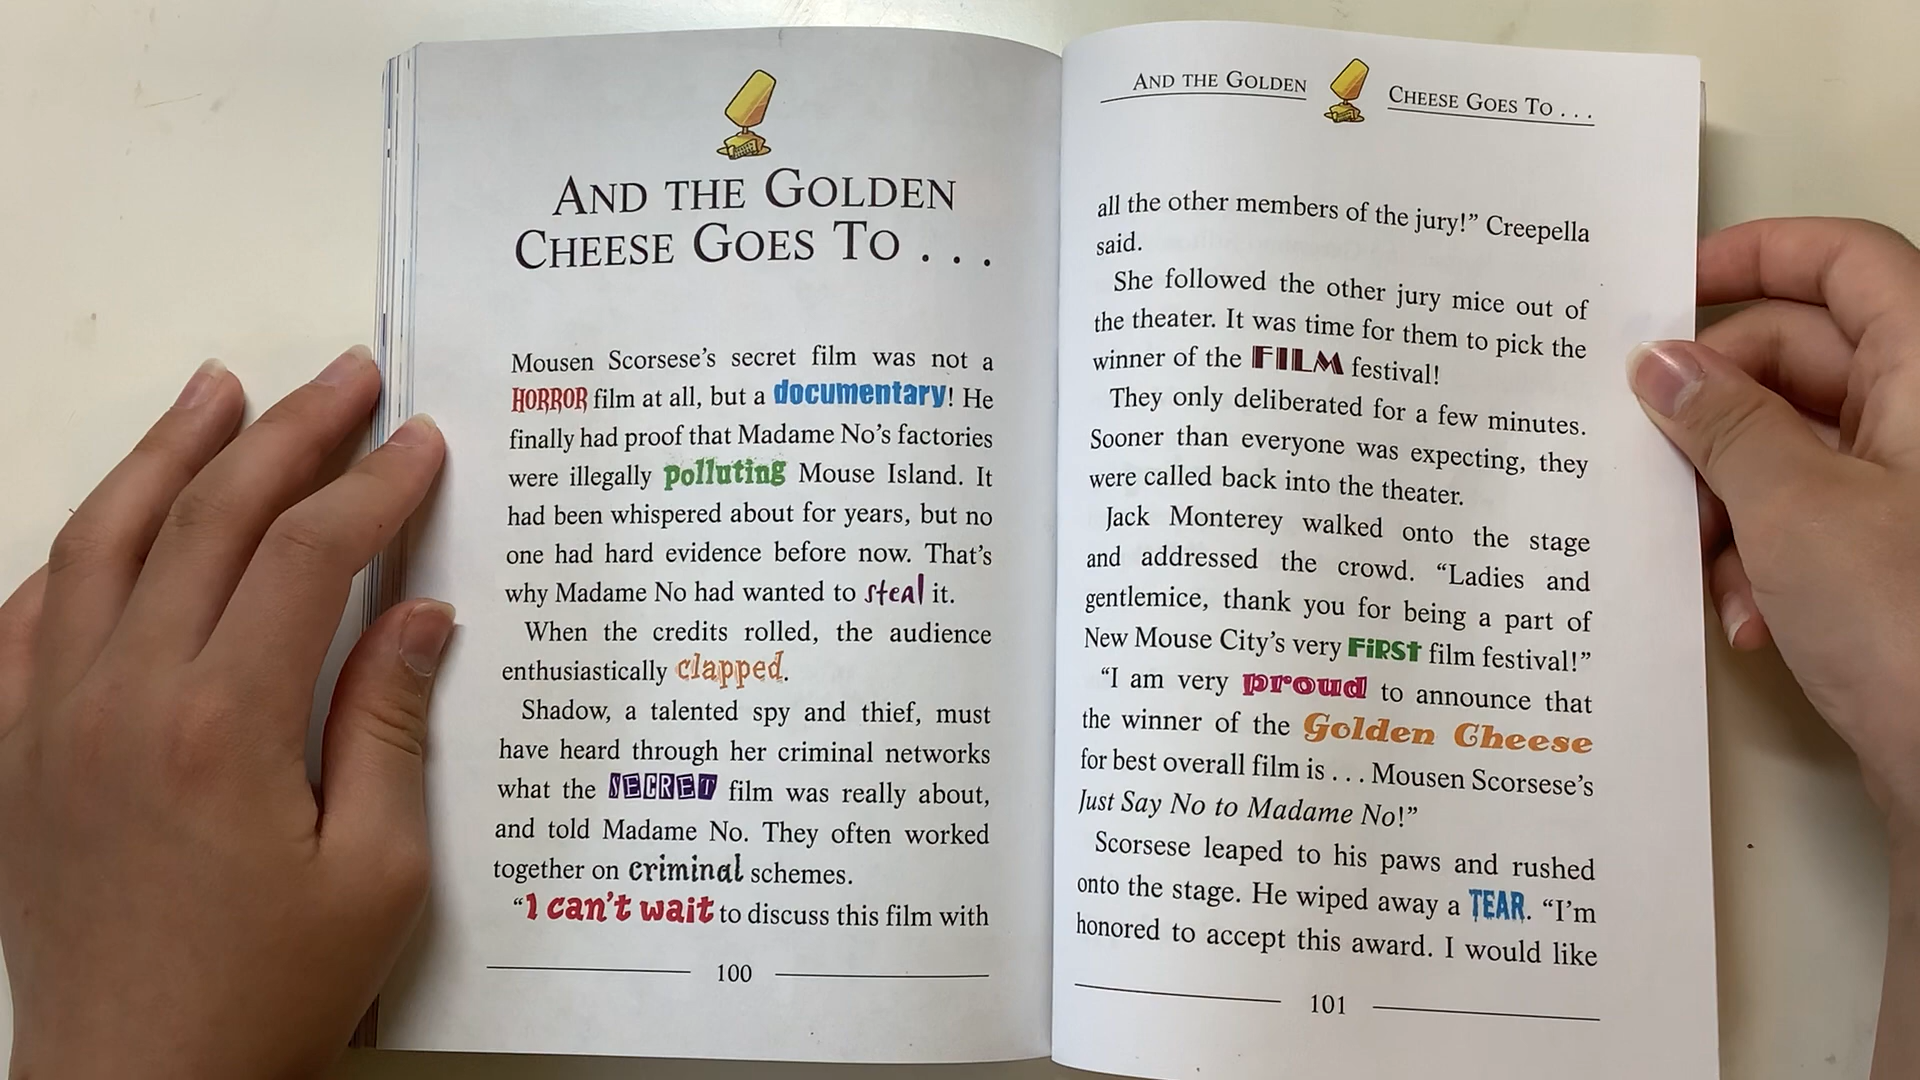 AND THE GOLDEN
CHEESE GOES TO . . .
Mousen Scorsese’s secret film was not a
HORROR film at all, but a documentary! He
finally had proof that Madame No’s factories
were illegally polluting Mouse Island. It
had been whispered about for years, but no
one had hard evidence before now. That’s
why Madame No had wanted to steal it.
When the credits rolled, the audience
enthusiastically clapped.
Shadow, a talented spy and thief, must
have heard through her criminal networks
what the SECRET film was really about,
and told Madame No. They often worked
together on criminal schemes.
“I can’t wait to discuss this film with
100
AND THE GOLDEN CHEESE GOES TO . . .
all the other members of the jury!” Creepella
said.
She followed the other jury mice out of
the theater. It was time for them to pick the
winner of the FILM festival!
They only deliberated for a few minutes.
Sooner than everyone was expecting, they
were called back into the theater.
Jack Monterey walked onto the stage
and addressed the crowd. “Ladies and
gentlemice, thank you for being a part of
New Mouse City’s very FiRST film festival!”
“I am very proud to announce that
the winner of the Golden Cheese
for best overall film is . . . Mousen Scorsese’s
Just Say No to Madame No!”
Scorsese leaped to his paws and rushed
onto the stage. He wiped away a TEAR. “I’m
honored to accept this award. I would like
101